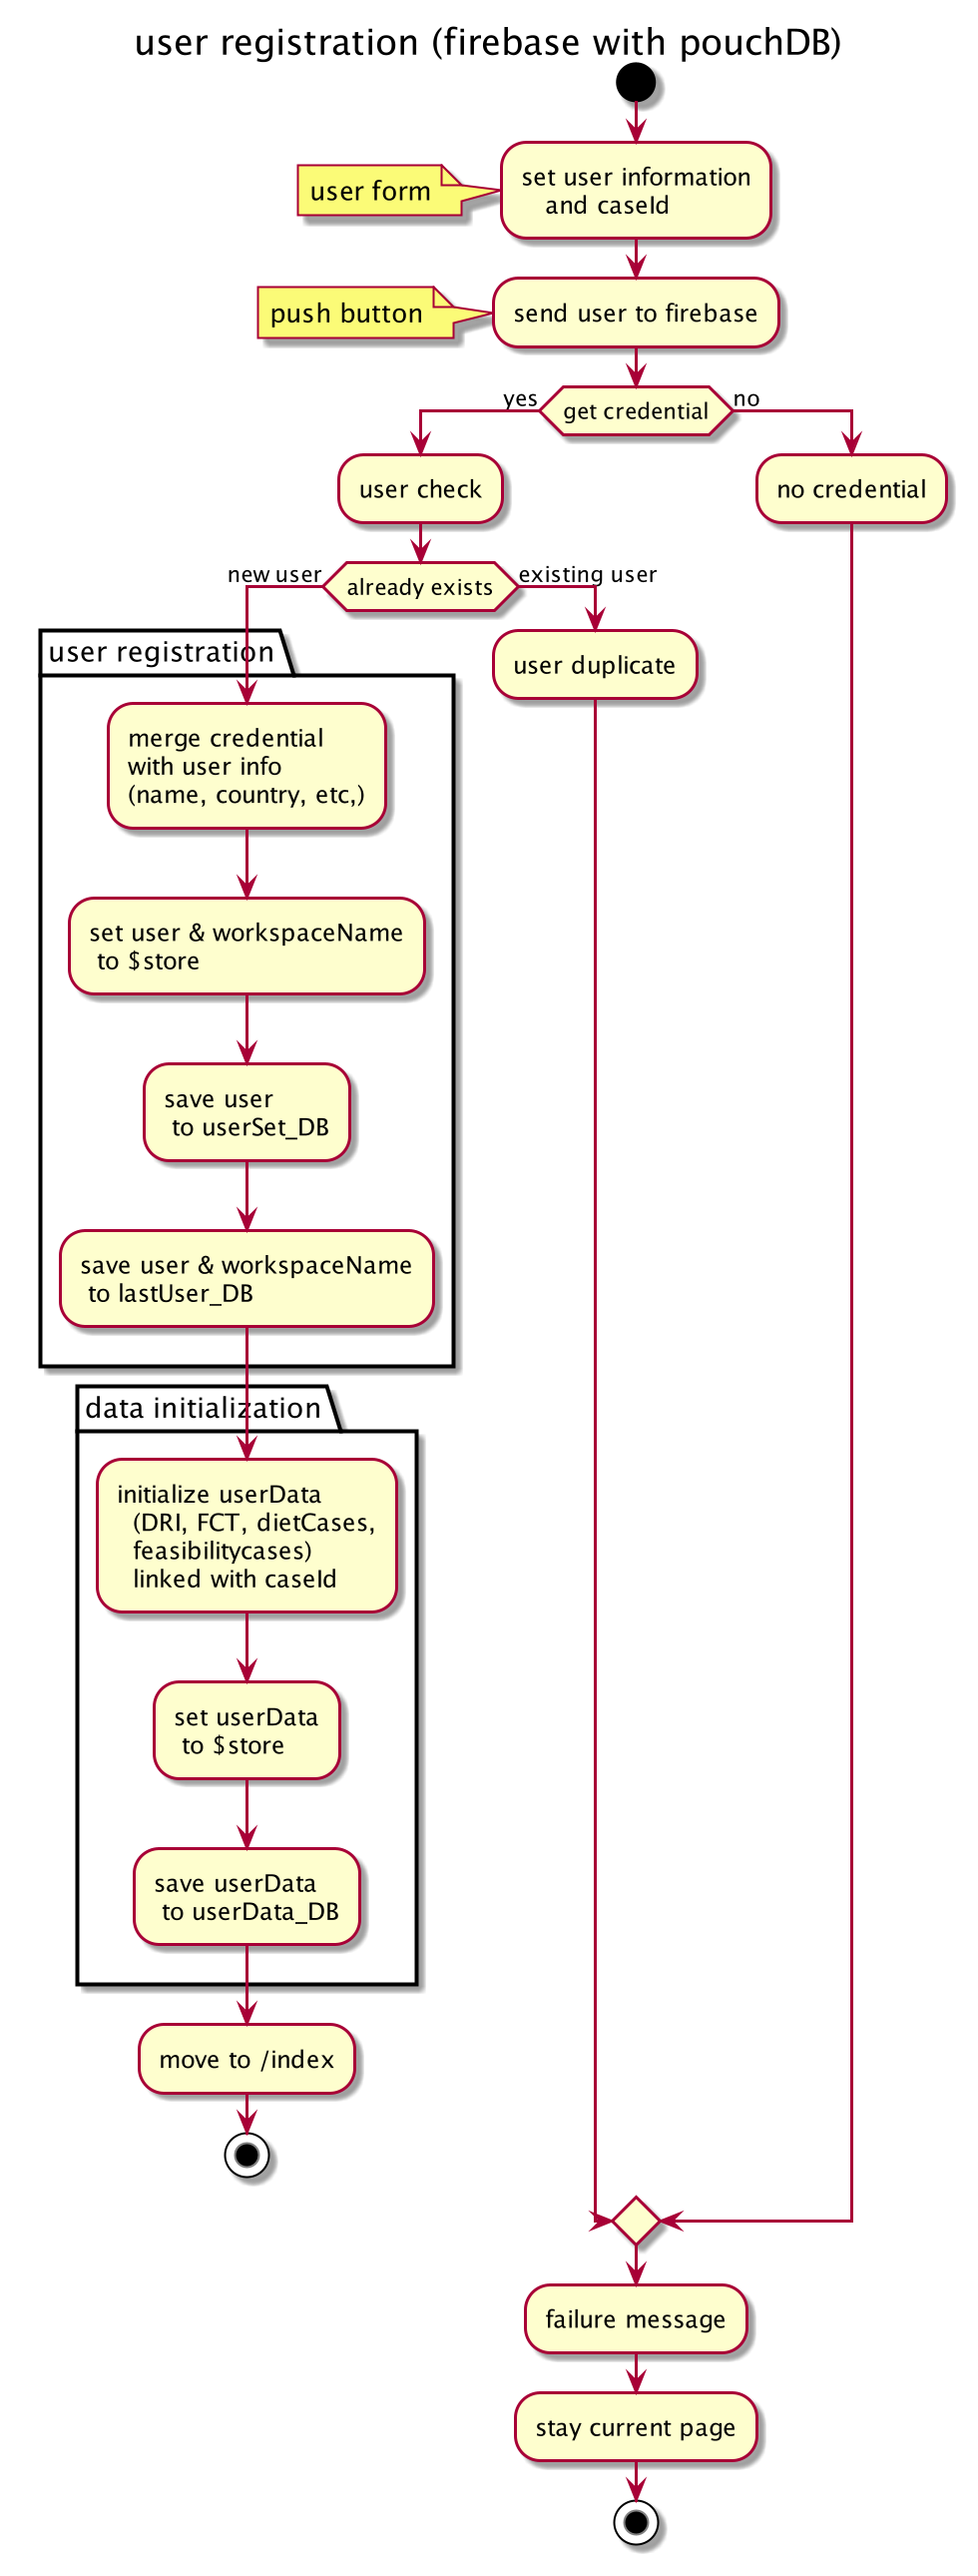 user registration (firebase with pouchDB)
user form
set user information
and caseId
push button
send user to firebase
yes
get credential
no
user check
no credential
new user
already exists
existing user
user duplicate
user registration
merge credential
with user info
(name, country, etc,)
set user & workspaceName
to $store
save user
to userSet_DB
save user & workspaceName
to lastUser_DB
data initialization
initialize userData
(DRI, FCT, dietCases,
feasibilitycases)
linked with caseId
set userData
to $store
save userData
to userData_DB
move to /index
failure message
stay current page